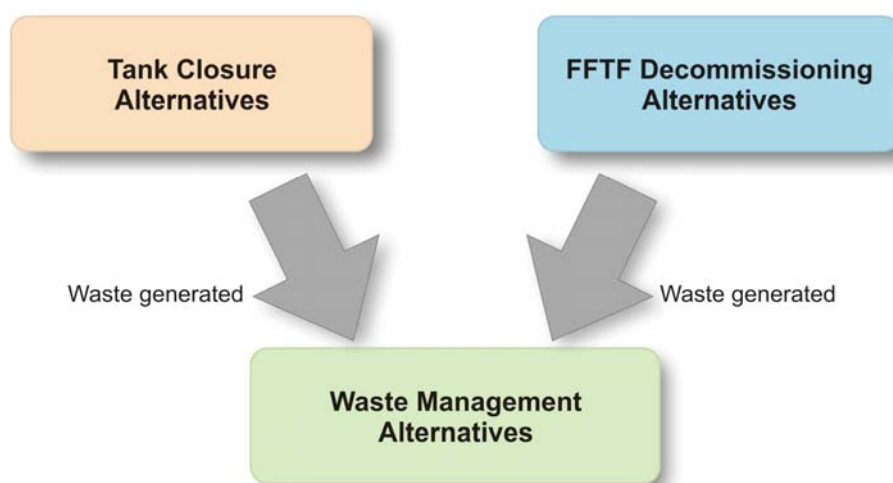 Tank Closure
Alternatives
FFTF Decommissioning
Alternatives
Waste generated
Waste generated
Waste Management
Alternatives